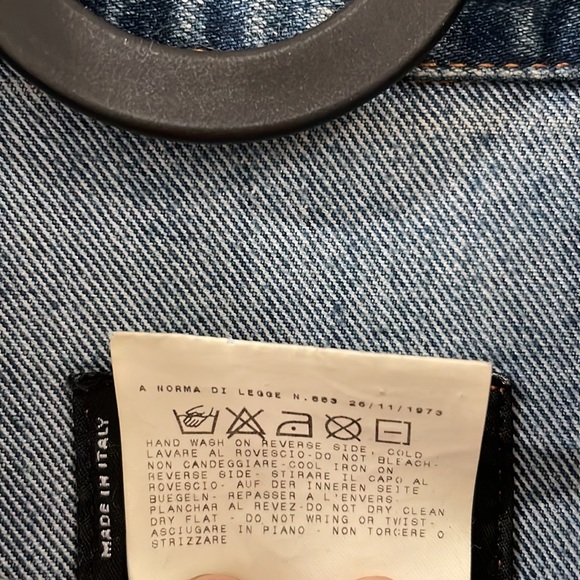 A NORMA DI LEGGE N.883 26/11/1973
HAND WASH ON REVERSE SIDE, COLD
LAVARE AL ROVESCIO-DO NOT BLEACH-
NON CANDEGGIARE-COOL IRON ON
REVERSE SIDE- STIRARE IL CAPO AL
ROVESCIO- AUF DER INNEREN SEITE
BUEGELN- REPASSER A L'ENVERS-
PLANCHAR AL REVEZ-DO NOT DRY CLEAN
DRY FLAT - DO NOT WRING OR TWIST-
ASCIUGARE IN PIANO - NON TORCERE O
STRIZZARE
MADE IN ITALY